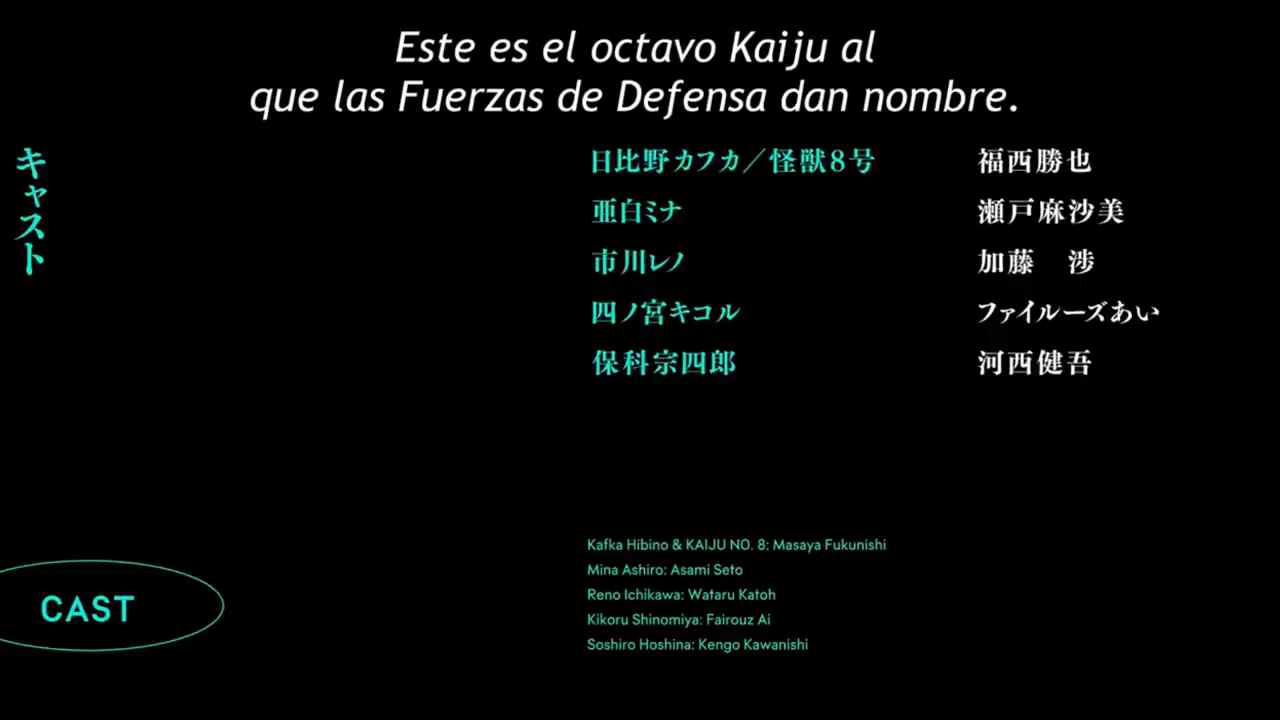 Este es el octavo Kaiju al
que las Fuerzas de Defensa dan nombre.
キャスト
日比野カフカ／怪獣8号 福西勝也
亜白ミナ 瀬戸麻沙美
市川レノ 加藤　渉
四ノ宮キコル ファイルーズあい
保科宗四郎 河西健吾
Kafka Hibino & KAIJU NO. 8: Masaya Fukunishi
Mina Ashiro: Asami Seto
Reno Ichikawa: Wataru Katoh
Kikoru Shinomiya: Fairouz Ai
Soshiro Hoshina: Kengo Kawanishi
CAST